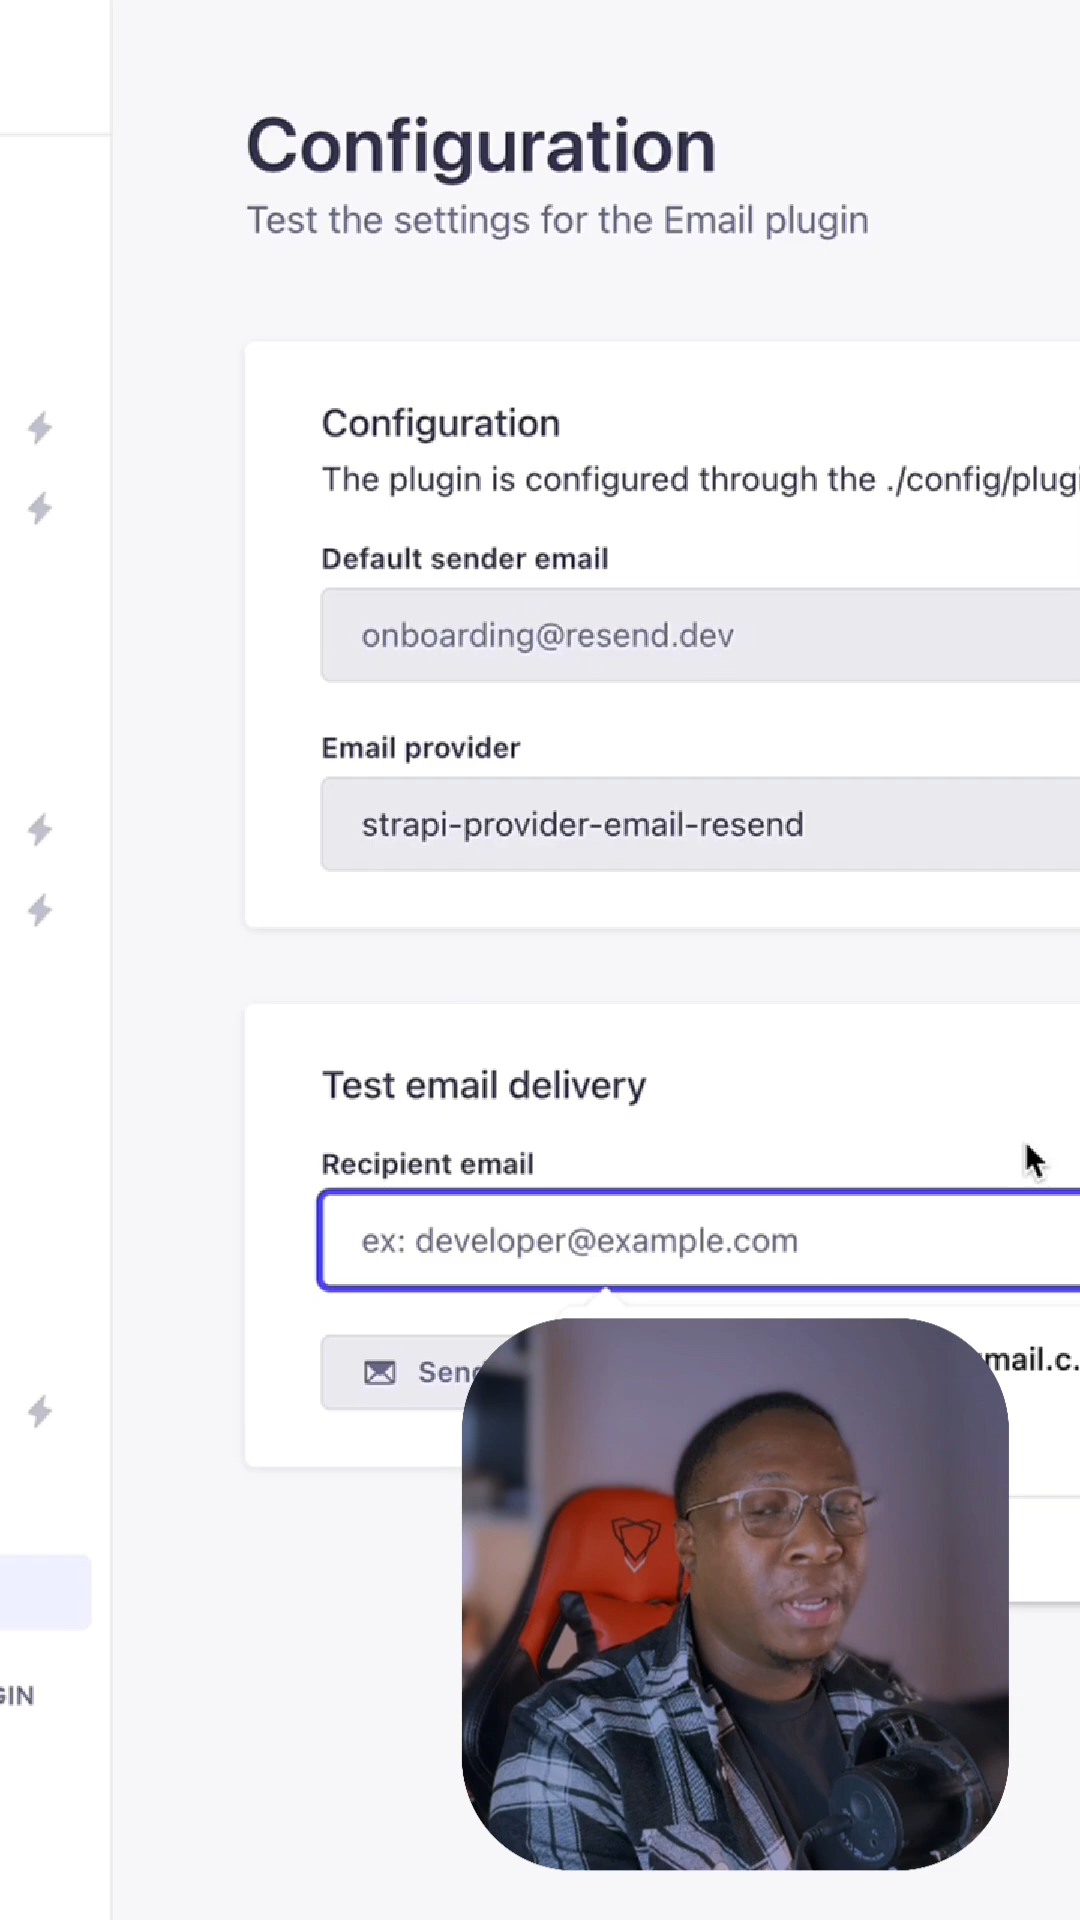 Configuration
Test the settings for the Email plugin
Configuration
The plugin is configured through the ./config/plugi
Default sender email
onboarding@resend.dev
Email provider
strapi-provider-email-resend
Test email delivery
Recipient email
ex: developer@example.com
Send
mail.c.
GIN